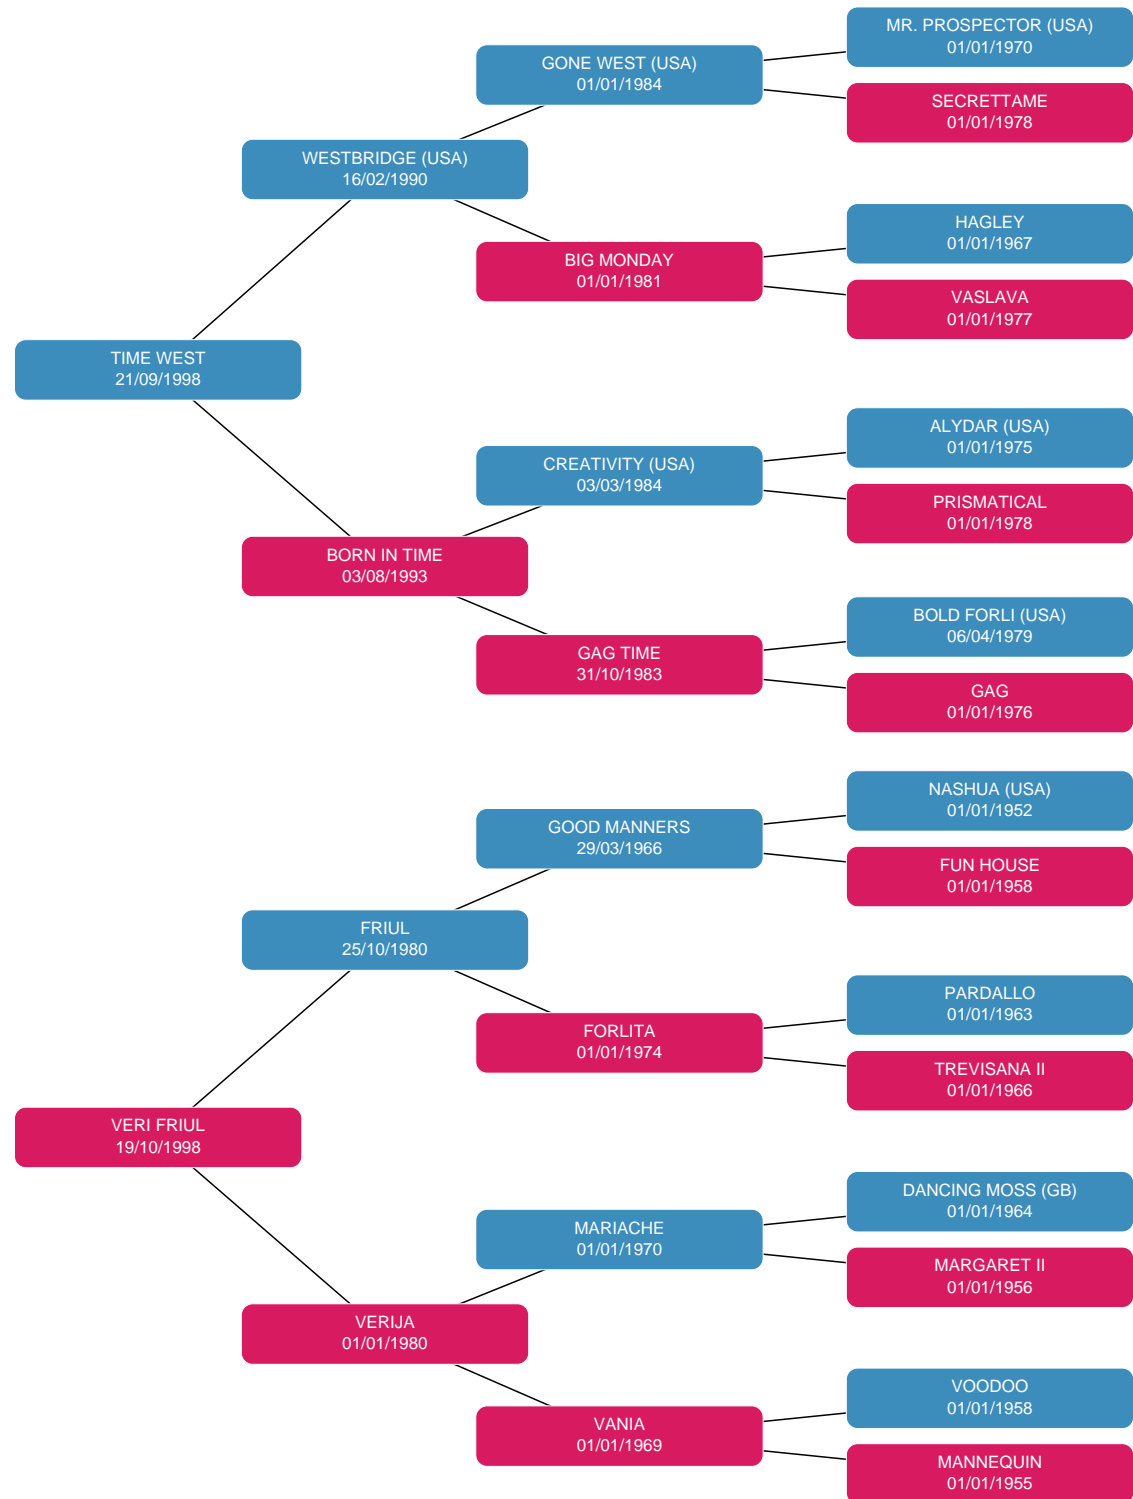 MR. PROSPECTOR (USA)
01/01/1970
GONE WEST (USA)
01/01/1984
SECRETTAME
01/01/1978
WESTBRIDGE (USA)
16/02/1990
HAGLEY
01/01/1967
BIG MONDAY
01/01/1981
VASLAVA
01/01/1977
TIME WEST
21/09/1998
ALYDAR (USA)
01/01/1975
CREATIVITY (USA)
03/03/1984
PRISMATICAL
01/01/1978
BORN IN TIME
03/08/1993
BOLD FORLI (USA)
06/04/1979
GAG TIME
31/10/1983
GAG
01/01/1976
NASHUA (USA)
01/01/1952
GOOD MANNERS
29/03/1966
FUN HOUSE
01/01/1958
FRIUL
25/10/1980
PARDALLO
01/01/1963
FORLITA
01/01/1974
TREVISANA II
01/01/1966
VERI FRIUL
19/10/1998
DANCING MOSS (GB)
01/01/1964
MARIACHE
01/01/1970
MARGARET II
01/01/1956
VERIJA
01/01/1980
VOODOO
01/01/1958
VANIA
01/01/1969
MANNEQUIN
01/01/1955